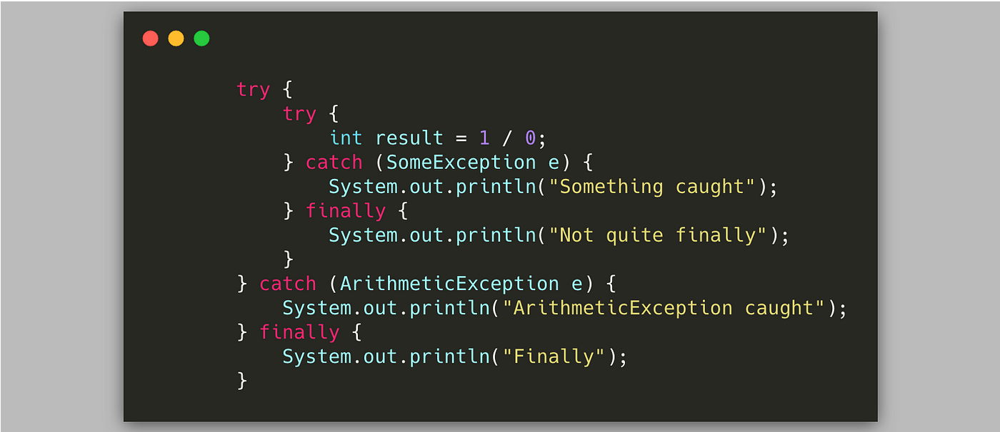 try {
    try {
        int result = 1 / 0;
    } catch (SomeException e) {
        System.out.println("Something caught");
    } finally {
        System.out.println("Not quite finally");
    }
} catch (ArithmeticException e) {
    System.out.println("ArithmeticException caught");
} finally {
    System.out.println("Finally");
}